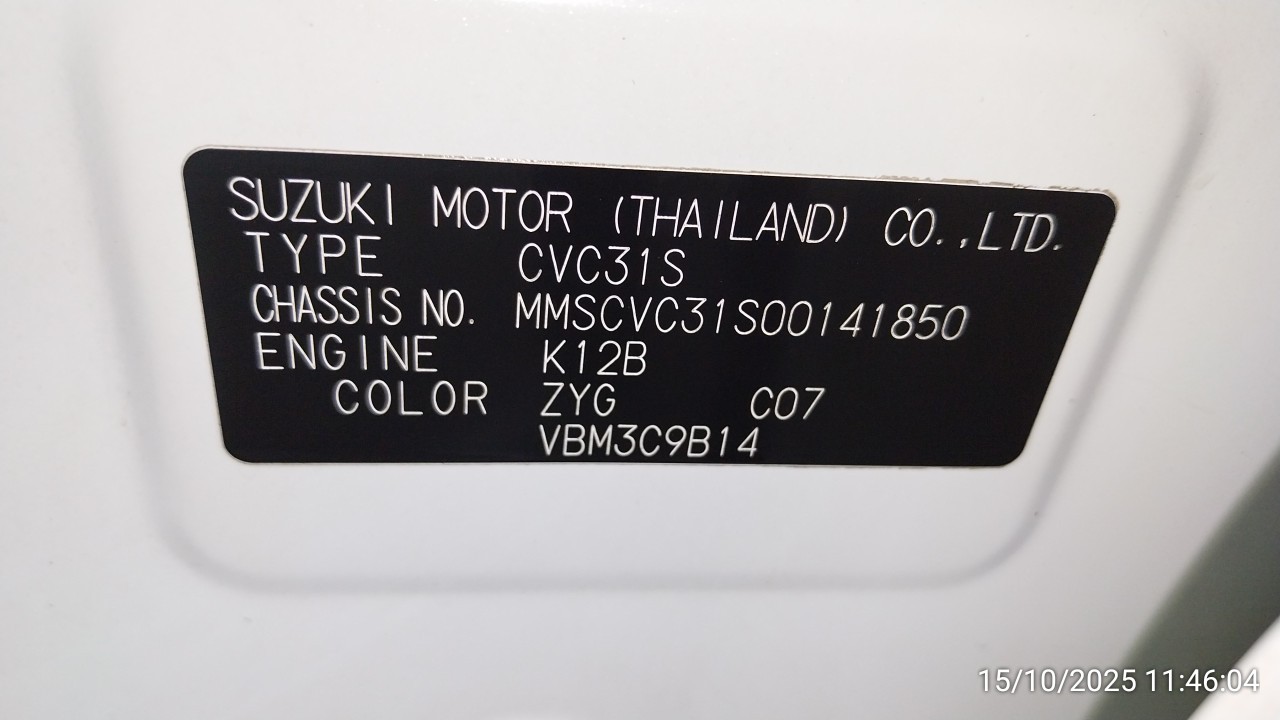 SUZUKI MOTOR (THAILAND) CO.,LTD.
TYPE CVC31S
CHASSIS NO. MMSCVC31S00141850
ENGINE K12B
COLOR ZYG C07
VBM3C9B14
15/10/2025 11:46:04